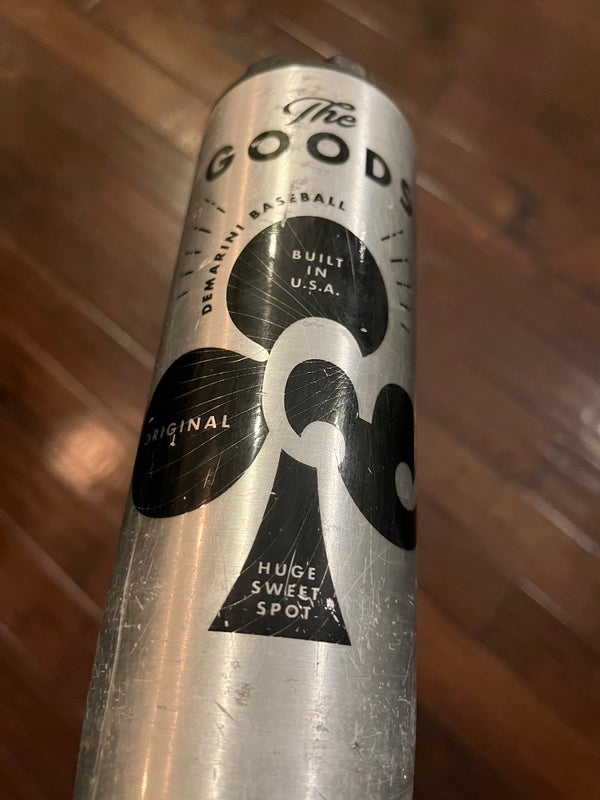 The
GOODS
DEMARINI BASEBALL
BUILT
IN
U.S.A.
ORIGINAL
HUGE
SWEET
SPOT